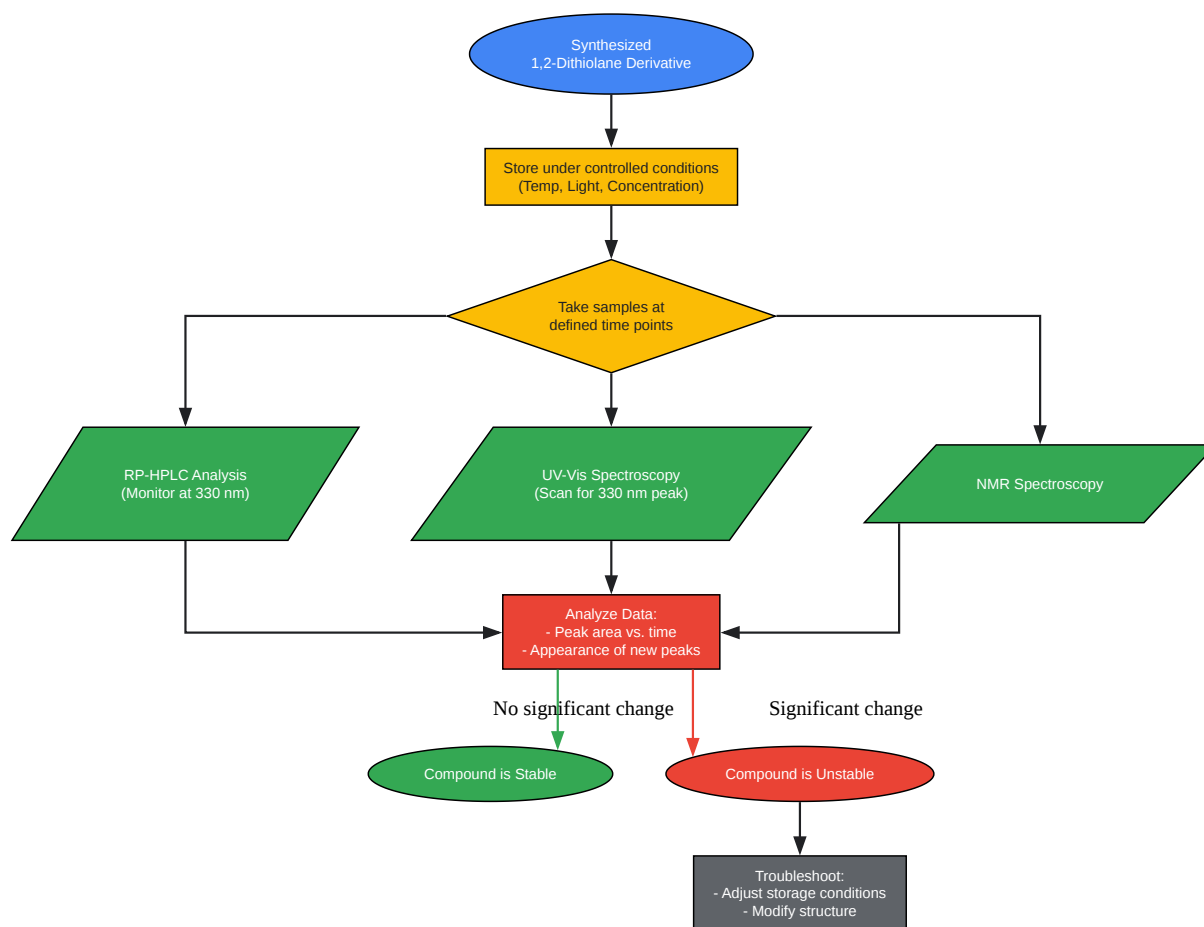 Synthesized
1,2-Dithiolane Derivative
Store under controlled conditions
(Temp, Light, Concentration)
Take samples at
defined time points
RP-HPLC Analysis
(Monitor at 330 nm)
UV-Vis Spectroscopy
(Scan for 330 nm peak)
NMR Spectroscopy
Analyze Data:
- Peak area vs. time
- Appearance of new peaks
No significant change
Significant change
Compound is Stable
Compound is Unstable
Troubleshoot:
- Adjust storage conditions
- Modify structure